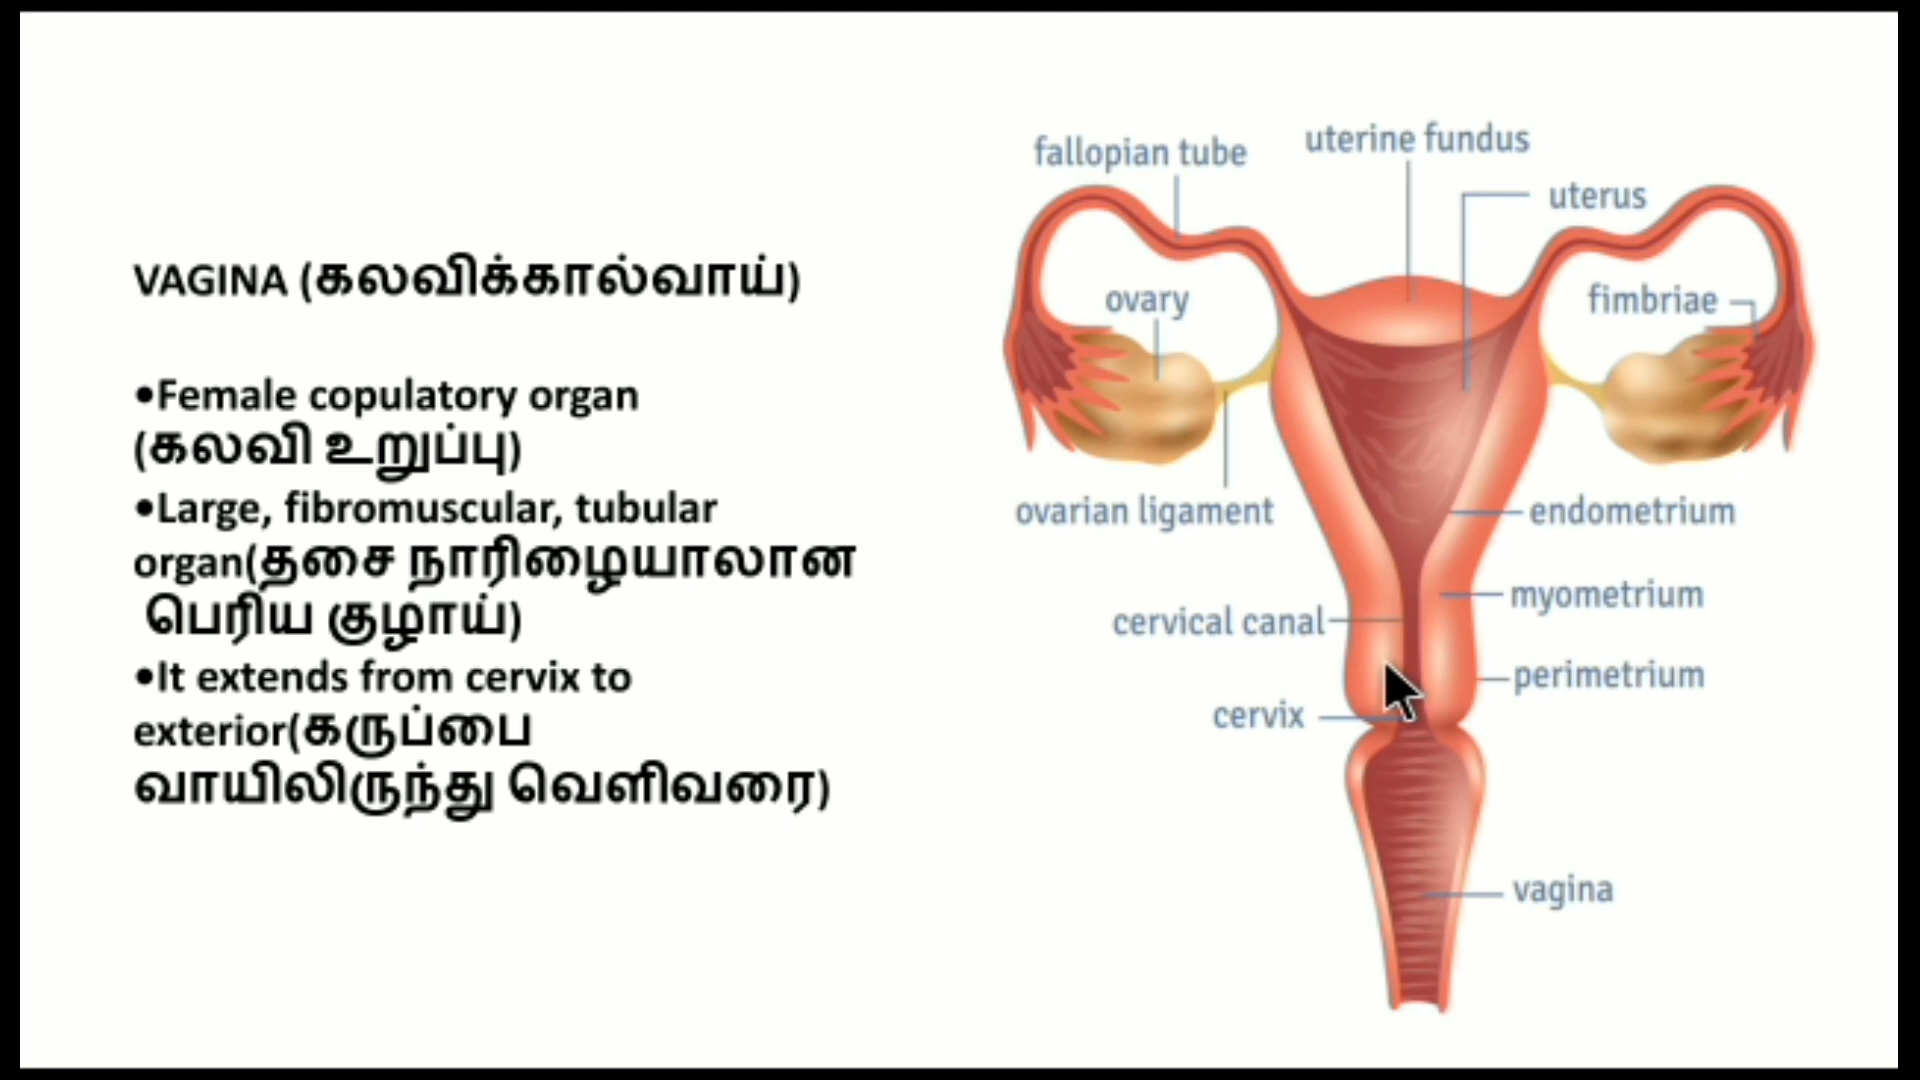 VAGINA (கலவிக்கால்வாய்)
•Female copulatory organ
(கலவி உறுப்பு)
•Large, fibromuscular, tubular
organ(தசை நாரிழையாலான
பெரிய குழாய்)
•It extends from cervix to
exterior(கருப்பை
வாயிலிருந்து வெளிவரை)
fallopian tube
uterine fundus
uterus
ovary
fimbriae
ovarian ligament
endometrium
myometrium
cervical canal
perimetrium
cervix
vagina